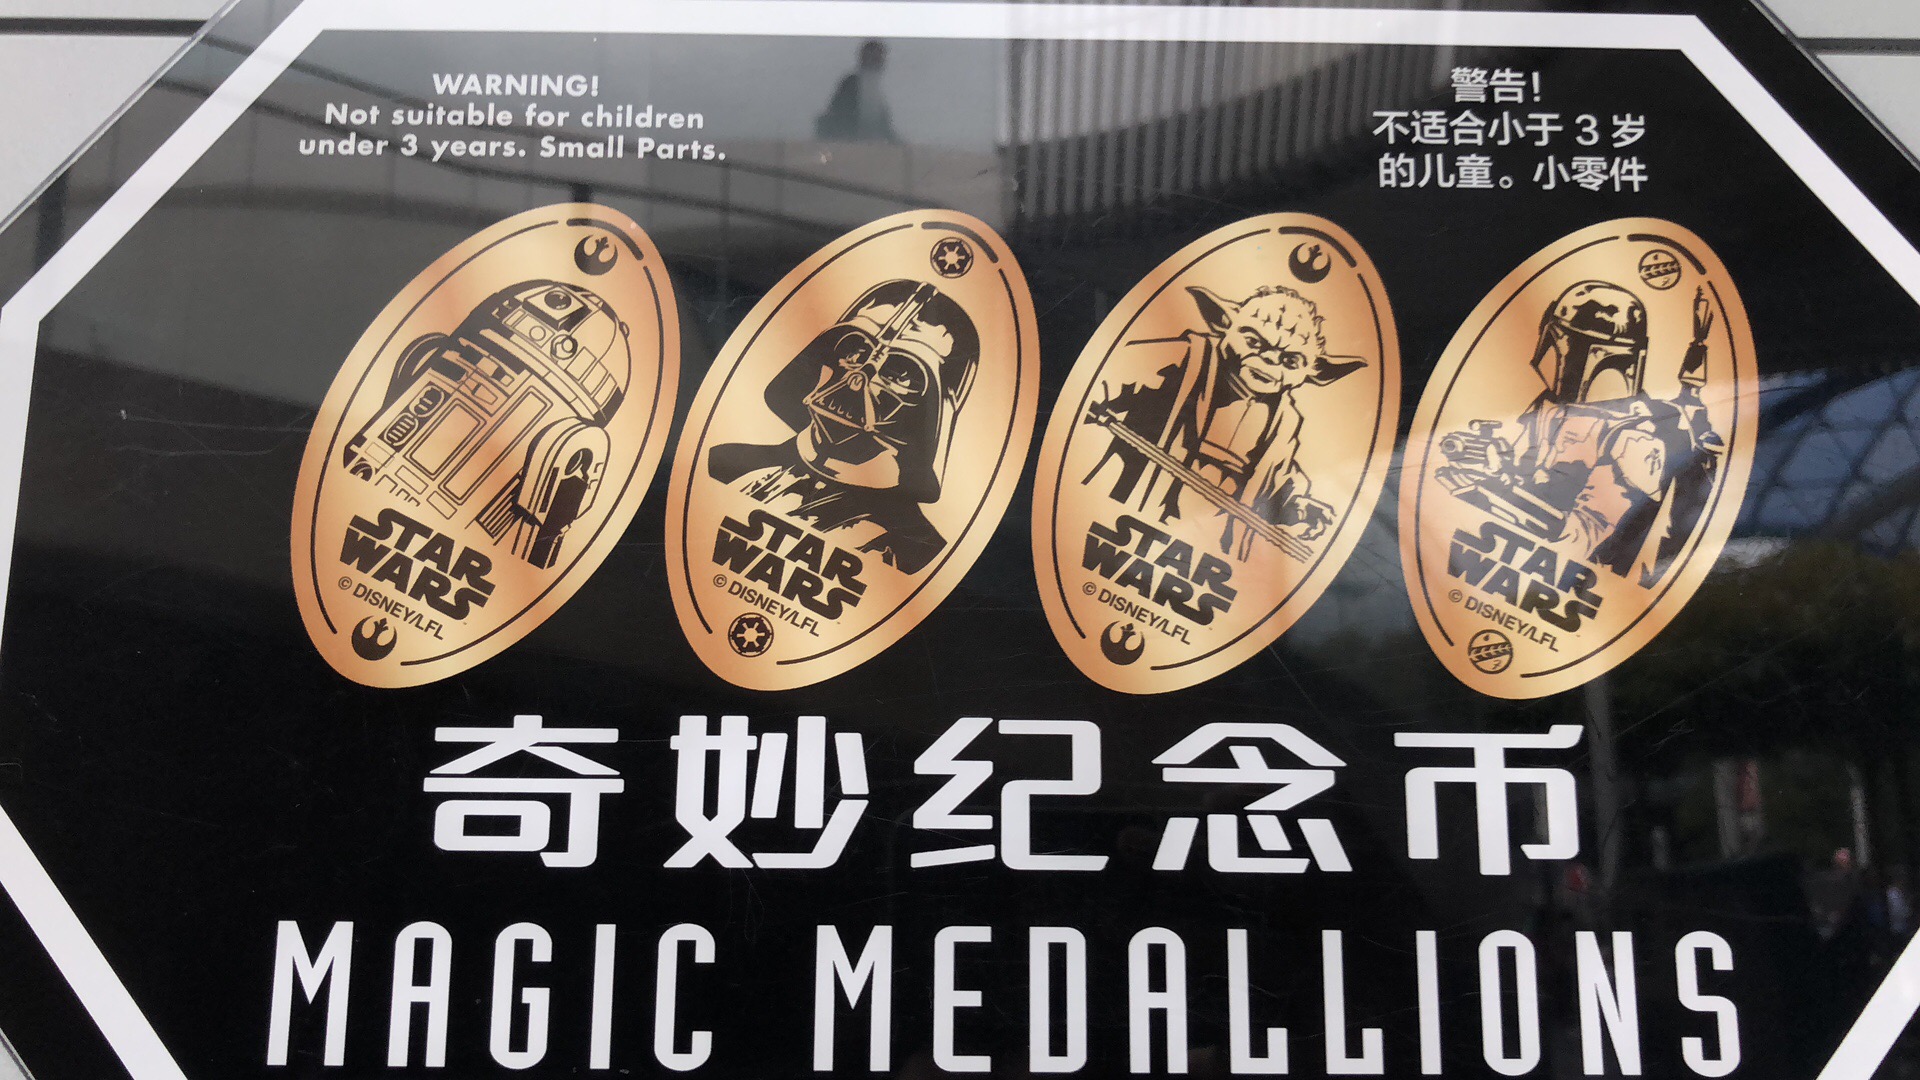 WARNING!
Not suitable for children
under 3 years. Small Parts.
警告!
不适合小于 3 岁
的儿童。小零件
STAR
WARS
© DISNEY/LFL
STAR
WARS
© DISNEY/LFL
STAR
WARS
© DISNEY/LFL
STAR
WARS
© DISNEY/LFL
奇妙纪念币
MAGIC MEDALLIONS